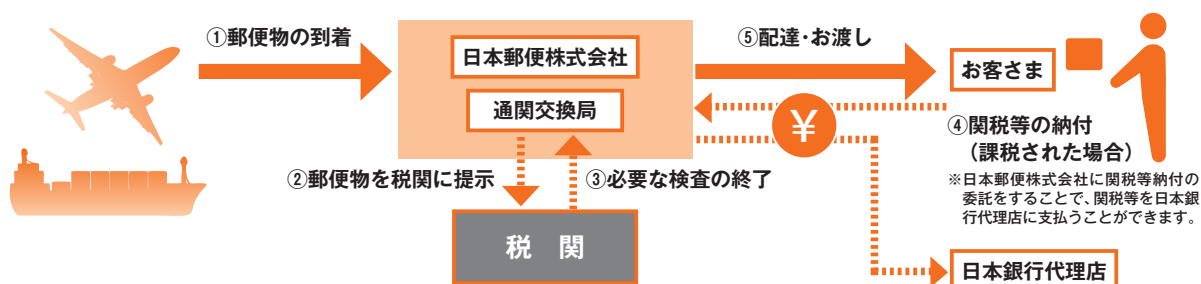 ①郵便物の到着
日本郵便株式会社
通関交換局
②郵便物を税関に提示
③必要な検査の終了
税 関
⑤配達・お渡し
お客さま
¥
④関税等の納付
（課税された場合）
※日本郵便株式会社に関税等納付の
委託をすることで、関税等を日本銀
行代理店に支払うことができます。
日本銀行代理店